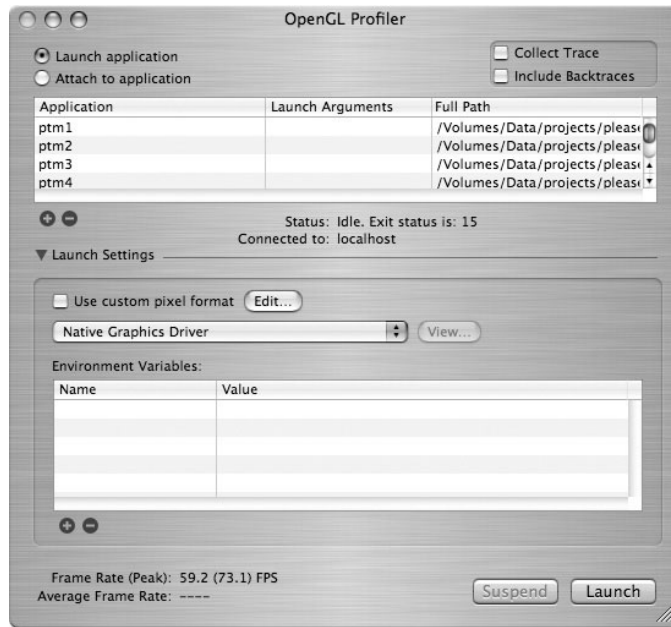 OpenGL Profiler
Launch application
Attach to application
Collect Trace
Include Backtraces
Application Launch Arguments Full Path
ptm1 /Volumes/Data/projects/please
ptm2 /Volumes/Data/projects/please
ptm3 /Volumes/Data/projects/please
ptm4 /Volumes/Data/projects/please
Status: Idle. Exit status is: 15
Connected to: localhost
Launch Settings
Use custom pixel format Edit...
Native Graphics Driver View...
Environment Variables:
Name Value
Frame Rate (Peak): 59.2 (73.1) FPS
Average Frame Rate: ----
Suspend Launch